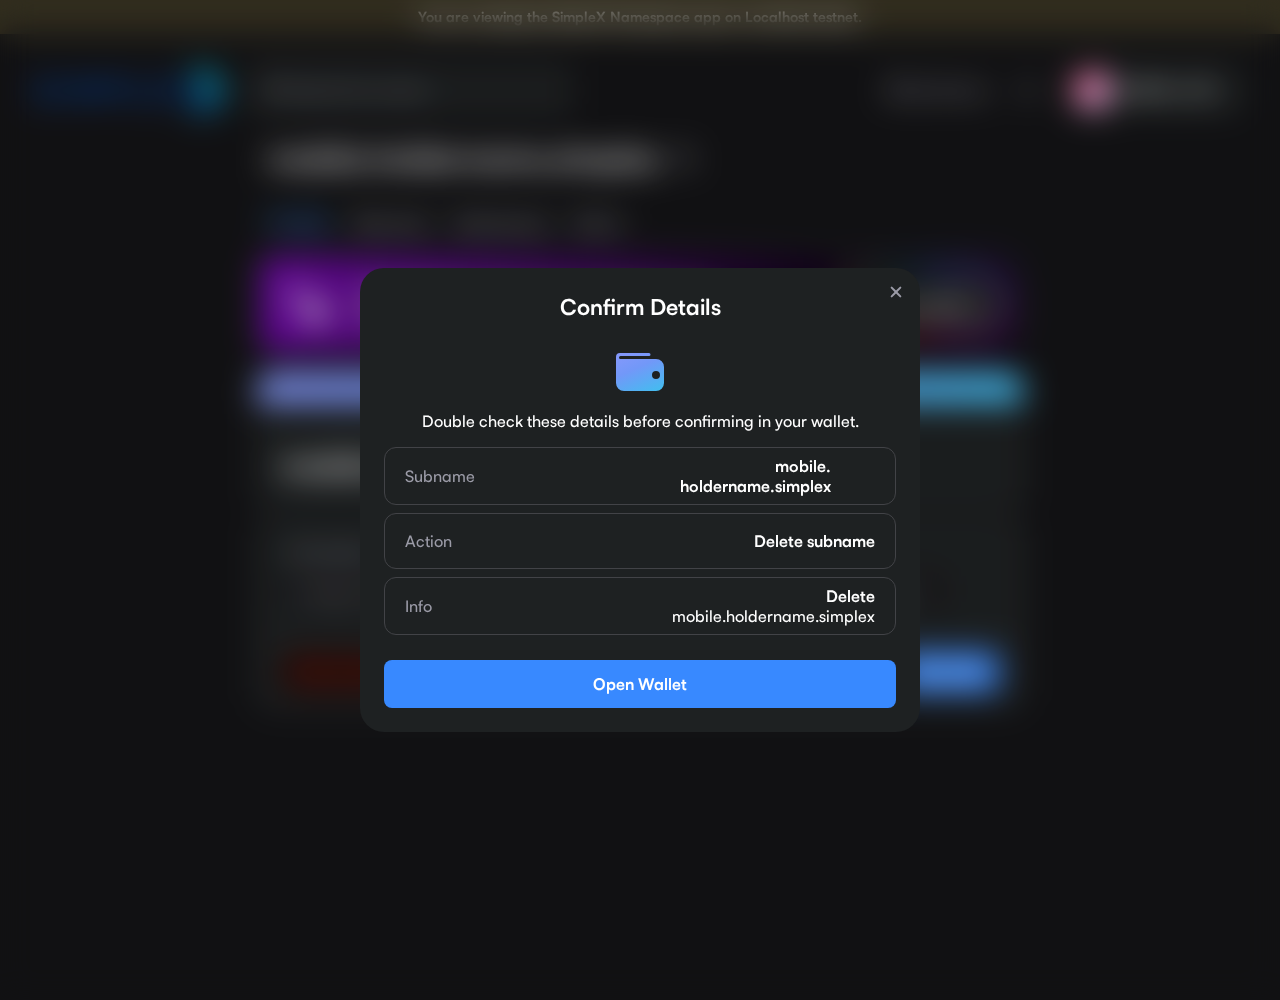 You are viewing the SimpleX Namespace app on Localhost testnet.
Confirm Details
Double check these details before confirming in your wallet.
Subname
mobile.
holdername.simplex
Action
Delete subname
Info
Delete
mobile.holdername.simplex
Open Wallet